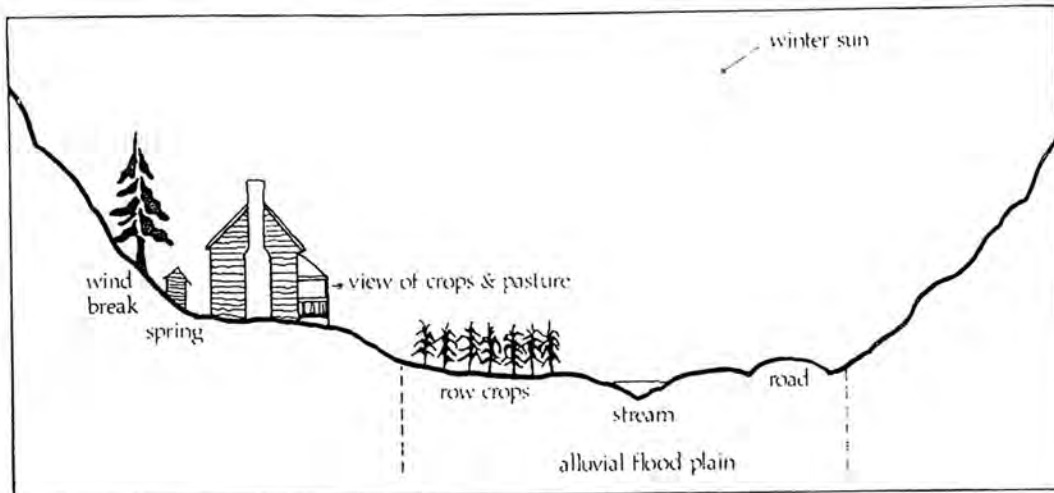 winter sun
view of crops & pasture
wind
break
spring
row crops
stream
road
alluvial flood plain